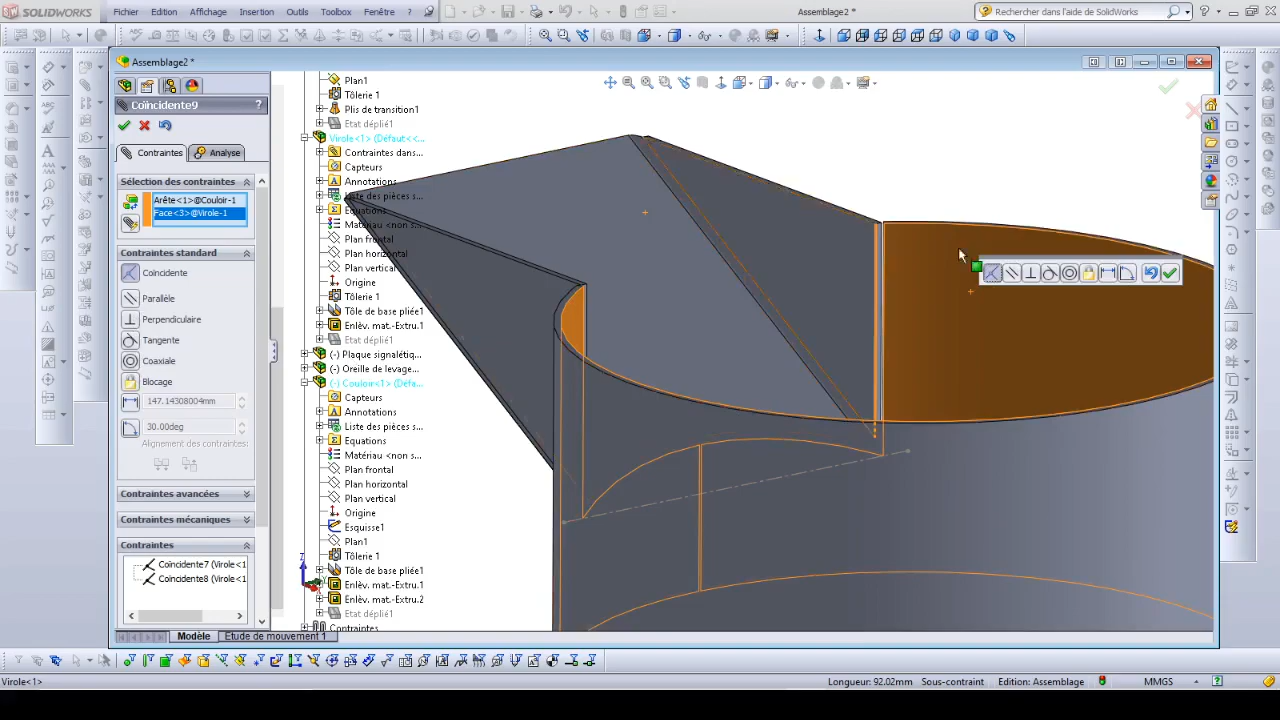 SOLIDWORKS
Fichier Edition Affichage Insertion Outils Toolbox Fenêtre ?
Assemblage2 *
Rechercher dans l'aide de SolidWorks
Assemblage2 *
Coïncidente9 ?
Contraintes Analyse
Sélection des contraintes
Arête<1>@Couloir-1
Face<3>@Virole-1
Contraintes standard
Coïncidente
Parallèle
Perpendiculaire
Tangente
Coaxiale
Blocage
147.14308004mm
30.00deg
Alignement des contraintes:
Contraintes avancées
Contraintes mécaniques
Contraintes
Coïncidente7 (Virole<1
Coïncidente8 (Virole<1
Plan1
Tôlerie 1
Plis de transition1
Etat déplié1
Virole<1> (Défaut<<...
Contraintes dans...
Capteurs
Annotations
Liste des pièces s...
Equations
Matériau <non s...
Plan frontal
Plan horizontal
Plan vertical
Origine
Tôlerie 1
Tôle de base pliée1
Enlèv. mat.-Extru.1
Etat déplié1
(-) Plaque signalétiq...
(-) Oreille de levage...
(-) Couloir<1> (Défa...
Capteurs
Annotations
Liste des pièces s...
Equations
Matériau <non s...
Plan frontal
Plan horizontal
Plan vertical
Origine
Esquisse1
Plan1
Tôlerie 1
Tôle de base pliée1
Enlèv. mat.-Extru.1
Enlèv. mat.-Extru.2
Etat déplié1
Contraintes
Z
Modèle Etude de mouvement 1
Virole<1>
Longueur: 92.02mm Sous-contraint Edition: Assemblage MMGS